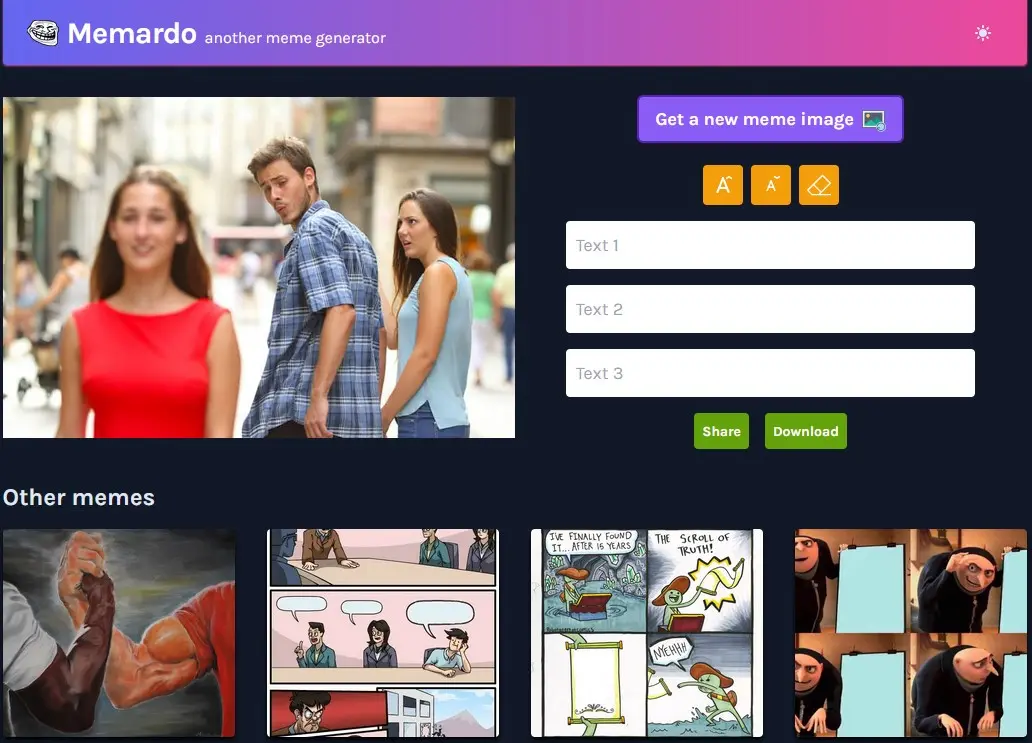 Memardo another meme generator
Get a new meme image
A A
Text 1
Text 2
Text 3
Share Download
Other memes
I'VE FINALLY FOUND
IT... AFTER 15 YEARS
THE SCROLL OF
TRUTH!
NYEHHH